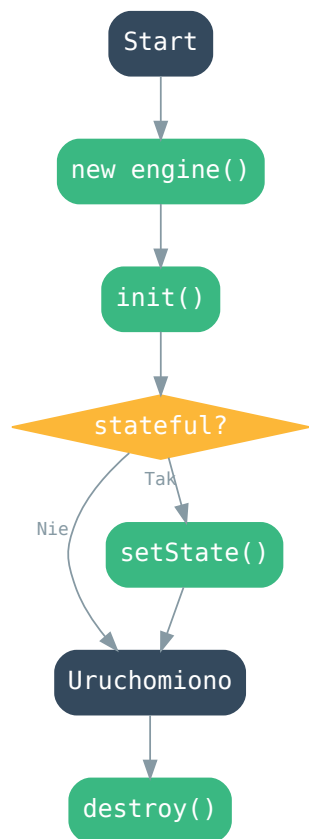 Start
new engine()
init()
stateful?
Tak
Nie
setState()
Uruchomiono
destroy()